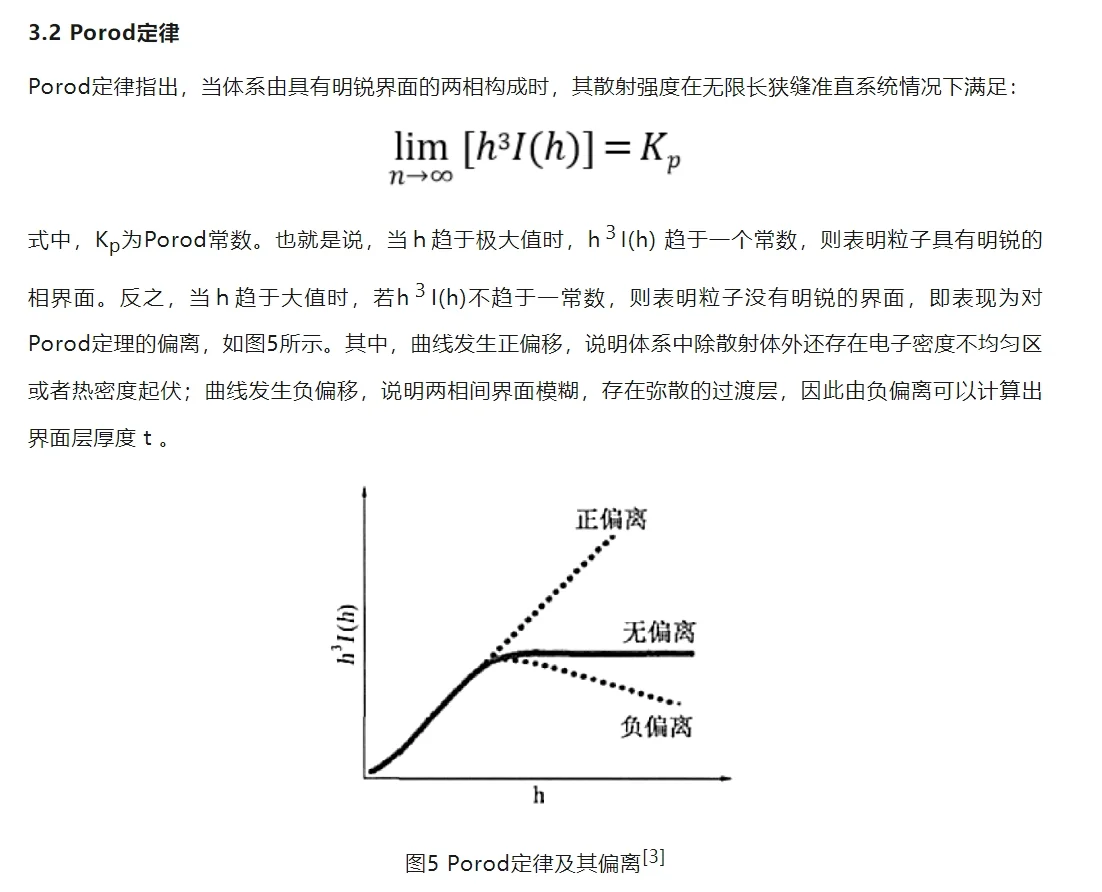 3.2 Porod定律
Porod定律指出，当体系由具有明锐界面的两相构成时，其散射强度在无限长狭缝准直系统情况下满足：
lim [h³I(h)] = Kₚ
n→∞
式中，Kₚ为Porod常数。也就是说，当 h 趋于极大值时，h ³ I(h) 趋于一个常数，则表明粒子具有明锐的
相界面。反之，当 h 趋于大值时，若h ³ I(h)不趋于一常数，则表明粒子没有明锐的界面，即表现为对
Porod定理的偏离，如图5所示。其中，曲线发生正偏移，说明体系中除散射体外还存在电子密度不均匀区
或者热密度起伏；曲线发生负偏移，说明两相间界面模糊，存在弥散的过渡层，因此由负偏离可以计算出
界面层厚度 t 。
正偏离
h³I(h)
无偏离
负偏离
h
图5 Porod定律及其偏离[3]